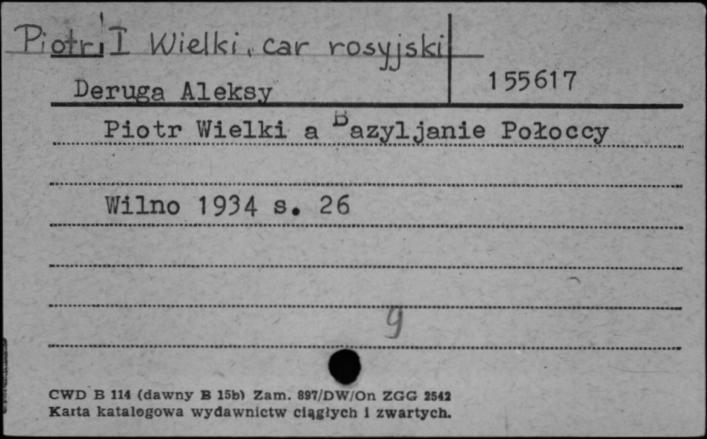 Piotr I Wielki, car rosyjski
Deruga Aleksy 155617
Piotr Wielki a Bazyljanie Połoccy
Wilno 1934 s. 26
g
CWD B 114 (dawny B 15b) Zam. 897/DW/On ZGG 2542
Karta katalogowa wydawnictw ciągłych i zwartych.